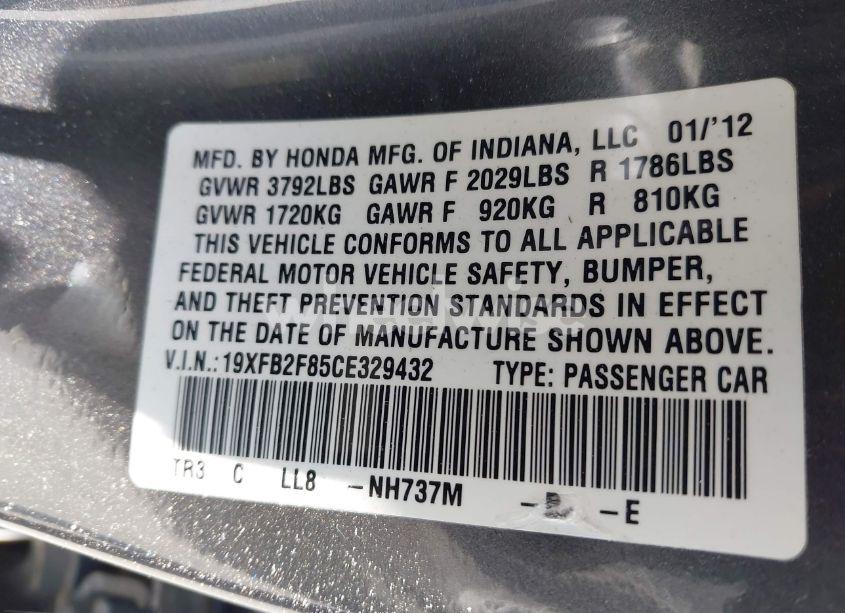 MFD. BY HONDA MFG. OF INDIANA, LLC 01/'12
GVWR 3792LBS GAWR F 2029LBS R 1786LBS
GVWR 1720KG GAWR F 920KG R 810KG
THIS VEHICLE CONFORMS TO ALL APPLICABLE
FEDERAL MOTOR VEHICLE SAFETY, BUMPER,
AND THEFT PREVENTION STANDARDS IN EFFECT
ON THE DATE OF MANUFACTURE SHOWN ABOVE.
V.I.N.:19XFB2F85CE329432 TYPE: PASSENGER CAR
TR3 C LL8 -NH737M - -E